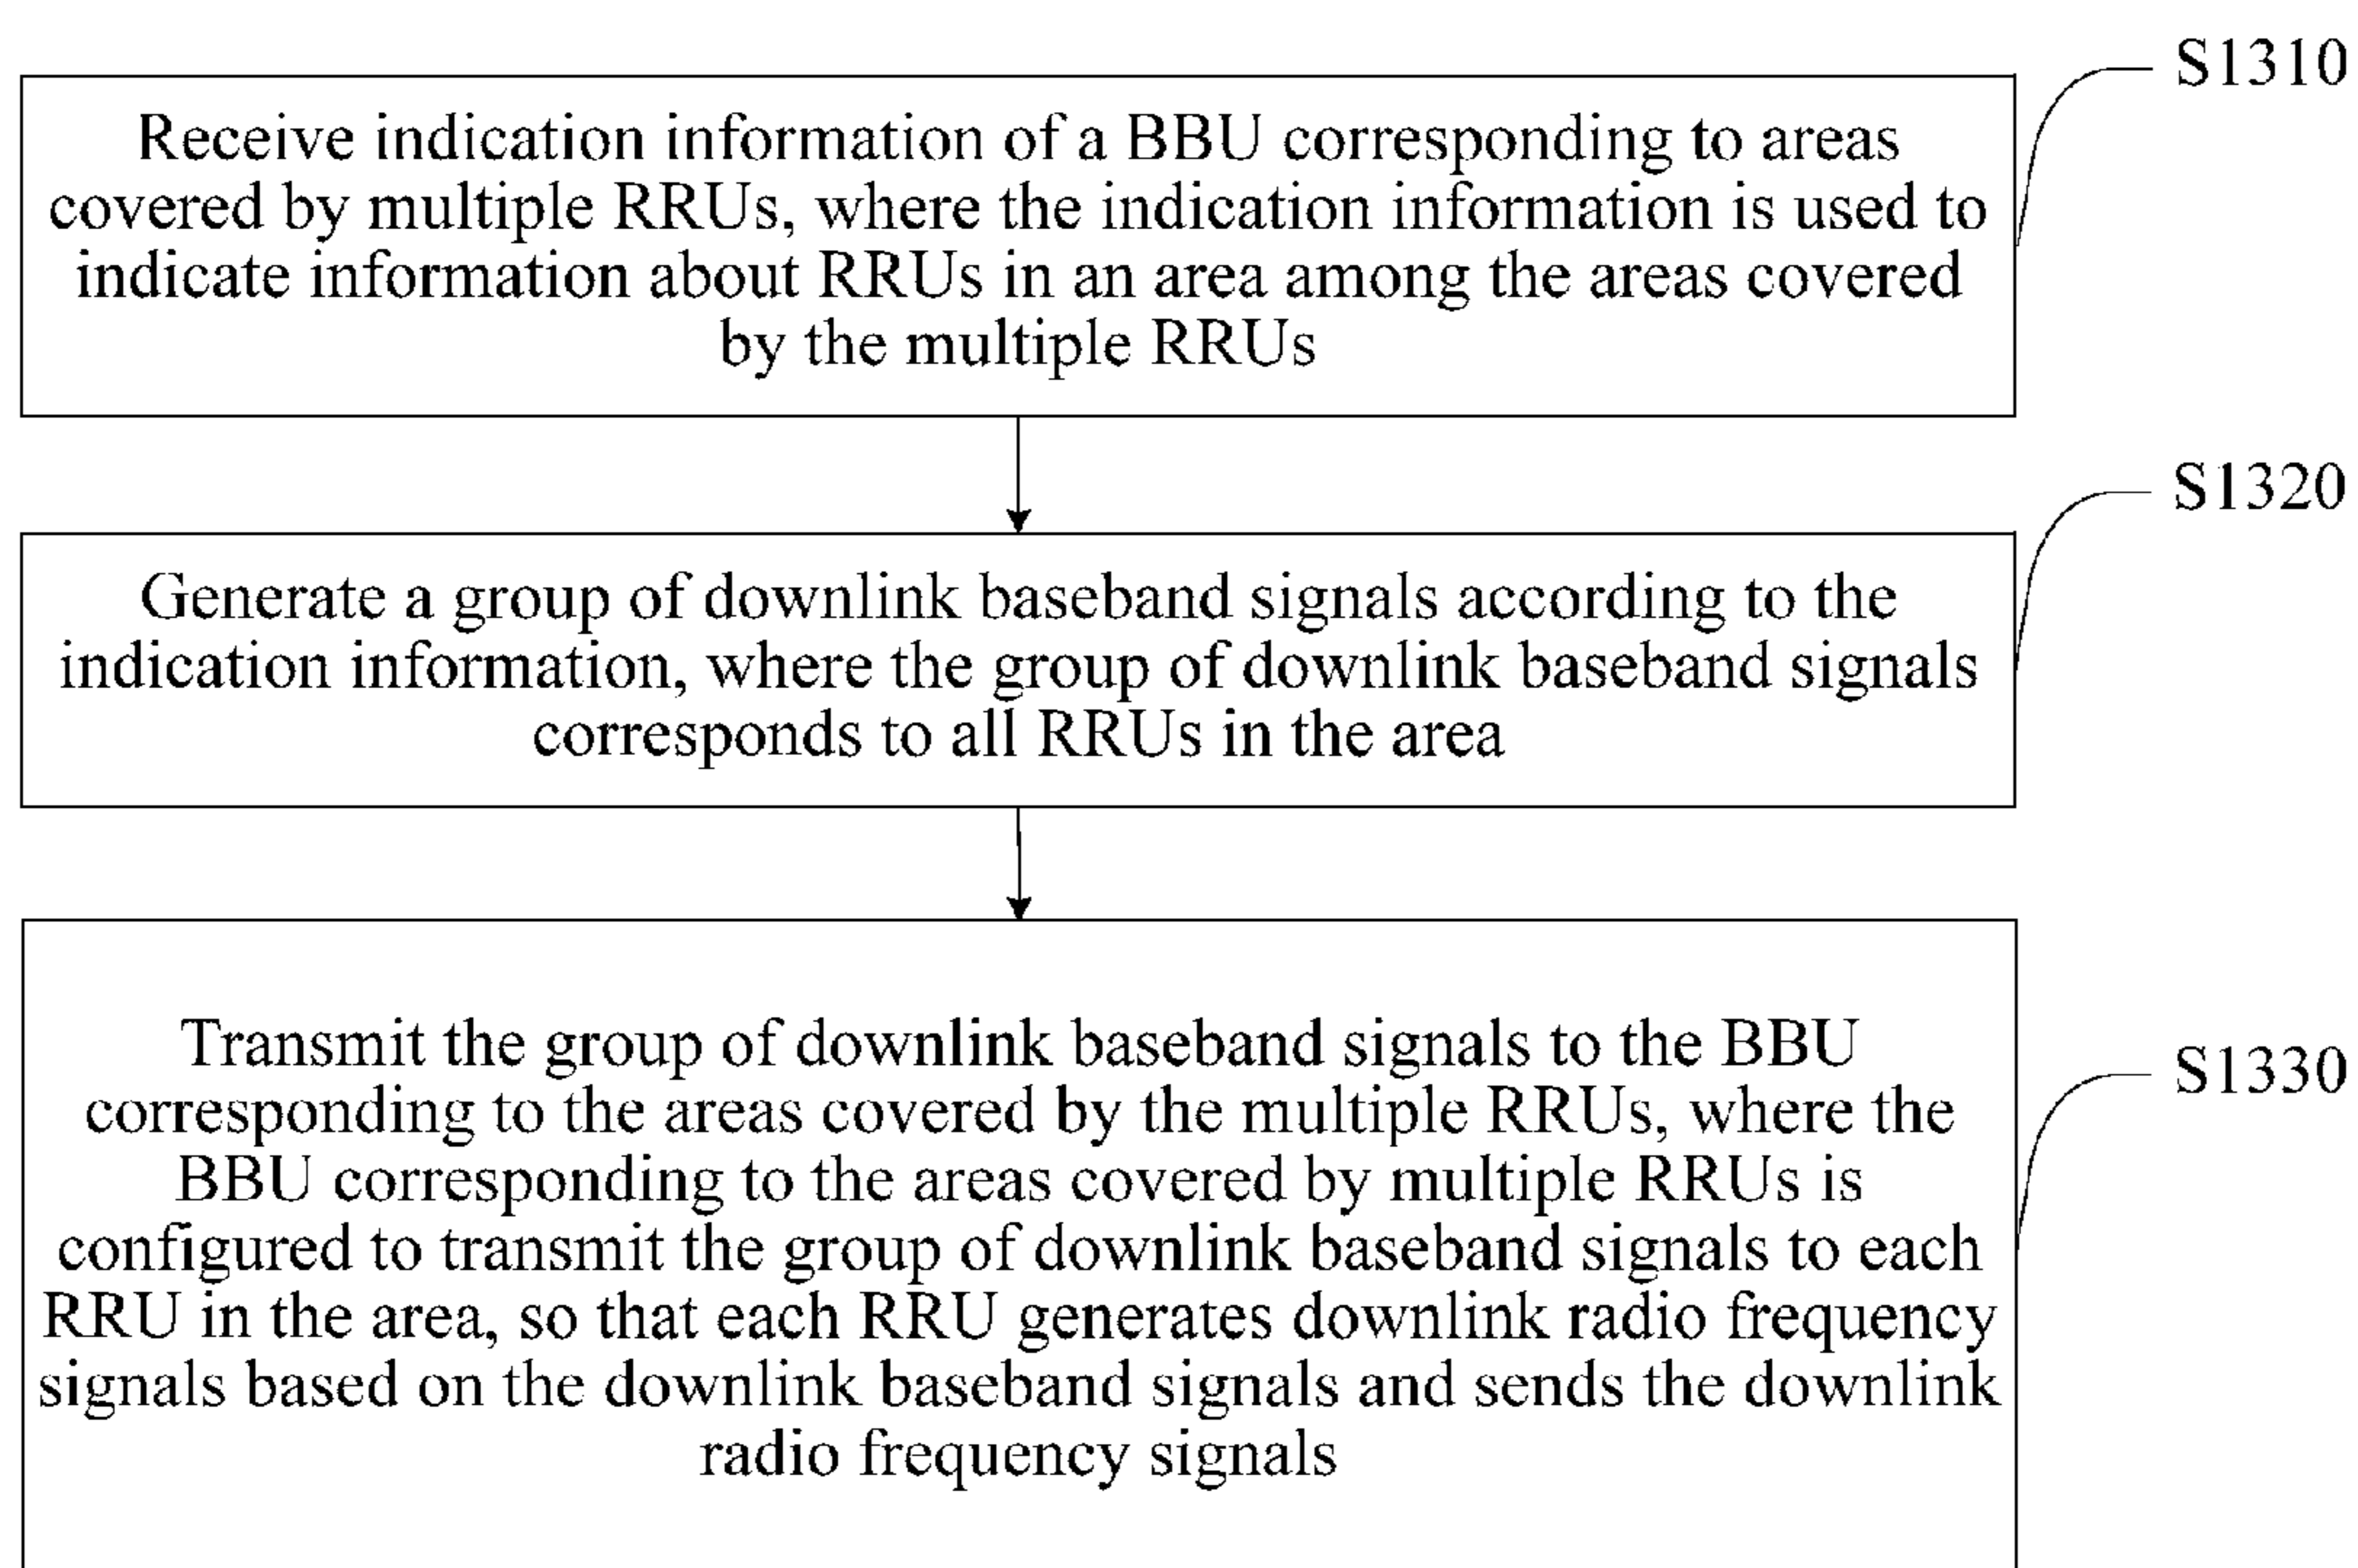 S1310
Receive indication information of a BBU corresponding to areas
covered by multiple RRUs, where the indication information is used to
indicate information about RRUs in an area among the areas covered
by the multiple RRUs
S1320
Generate a group of downlink baseband signals according to the
indication information, where the group of downlink baseband signals
corresponds to all RRUs in the area
S1330
Transmit the group of downlink baseband signals to the BBU
corresponding to the areas covered by the multiple RRUs, where the
BBU corresponding to the areas covered by multiple RRUs is
configured to transmit the group of downlink baseband signals to each
RRU in the area, so that each RRU generates downlink radio frequency
signals based on the downlink baseband signals and sends the downlink
radio frequency signals